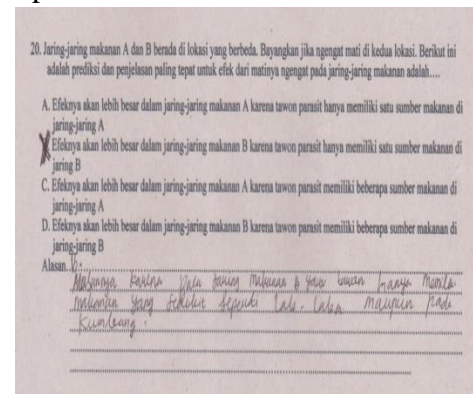 20. Jaring-jaring makanan A dan B berada di lokasi yang berbeda. Bayangkan jika ngengat mati di kedua lokasi. Berikut ini
adalah prediksi dan penjelasan paling tepat untuk efek dari matinya ngengat pada jaring-jaring makanan adalah....
A. Efeknya akan lebih besar dalam jaring-jaring makanan A karena tawon parasit hanya memiliki satu sumber makanan di
jaring-jaring A
Efeknya akan lebih besar dalam jaring-jaring makanan B karena tawon parasit hanya memiliki satu sumber makanan di
jaring B
C. Efeknya akan lebih besar dalam jaring-jaring makanan A karena tawon parasit memiliki beberapa sumber makanan di
jaring-jaring A
D. Efeknya akan lebih besar dalam jaring-jaring makanan B karena tawon parasit memiliki beberapa sumber makanan di
jaring-jaring B
Alasan B.
karena Pada Jaring Makanan B hanya
makanan yang sedikit seperti Lala-Lalba maupun pada
Kumbang.